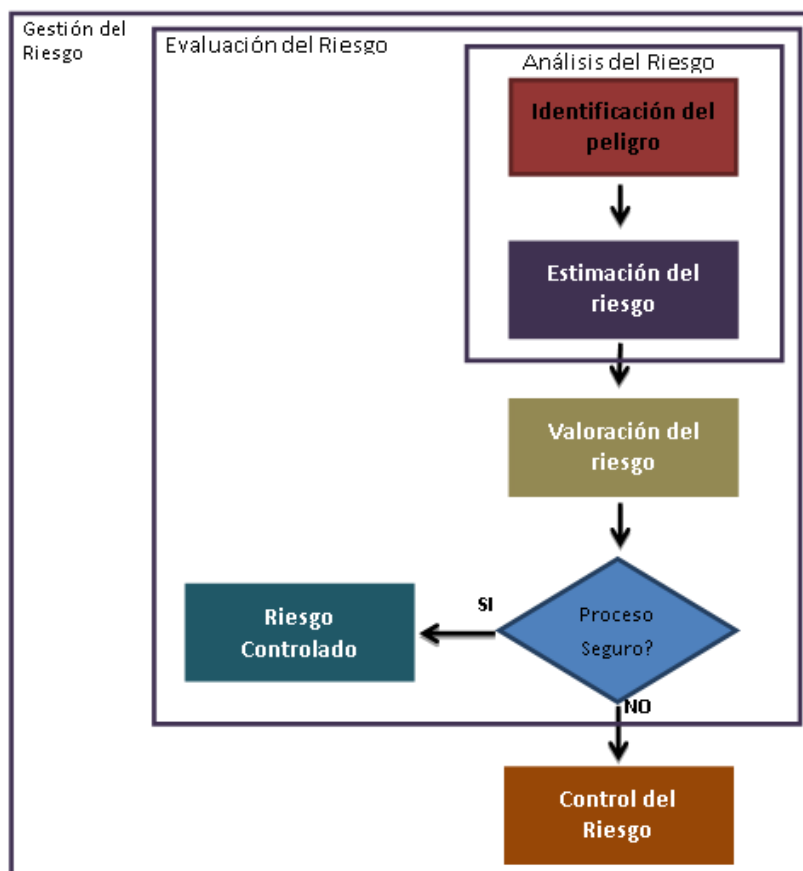 Gestión del
Riesgo
Evaluación del Riesgo
Análisis del Riesgo
Identificación del
peligro
Estimación del
riesgo
Valoración del
riesgo
Proceso
Seguro?
SI
Riesgo
Controlado
NO
Control del
Riesgo